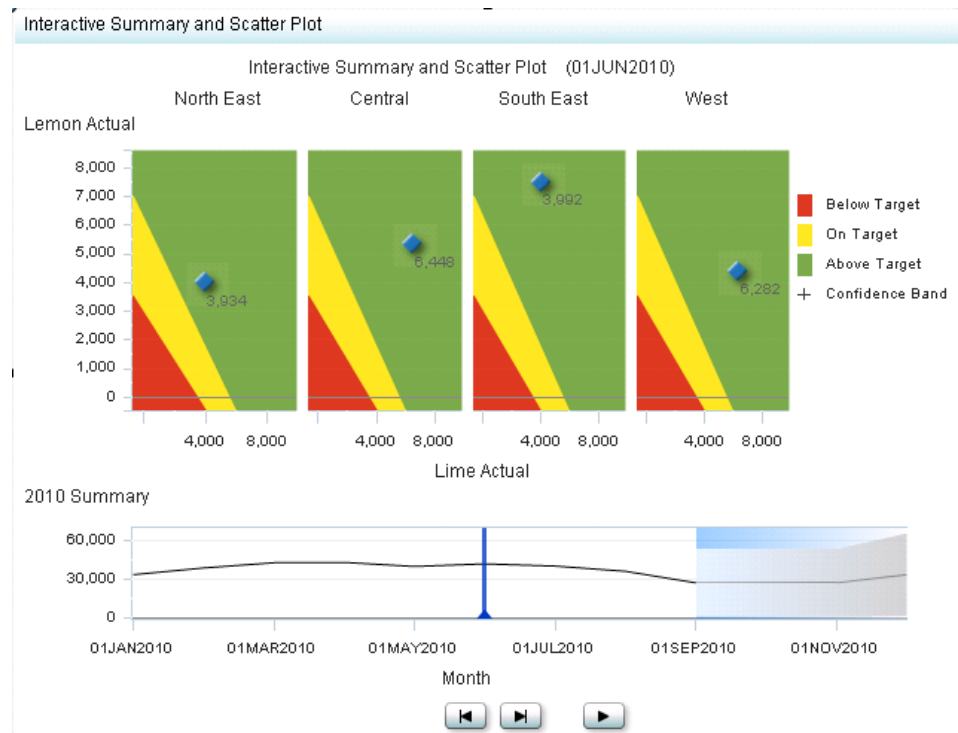 Interactive Summary and Scatter Plot
Interactive Summary and Scatter Plot (01JUN2010)
North East Central South East West
Lemon Actual
8,000
7,000
6,000
5,000
4,000
3,000
2,000
1,000
0
3,934
6,448
3,992
6,282
Below Target
On Target
Above Target
Confidence Band
4,000 8,000 4,000 8,000 4,000 8,000 4,000 8,000
Lime Actual
2010 Summary
60,000
30,000
0
01JAN2010 01MAR2010 01MAY2010 01JUL2010 01SEP2010 01NOV2010
Month